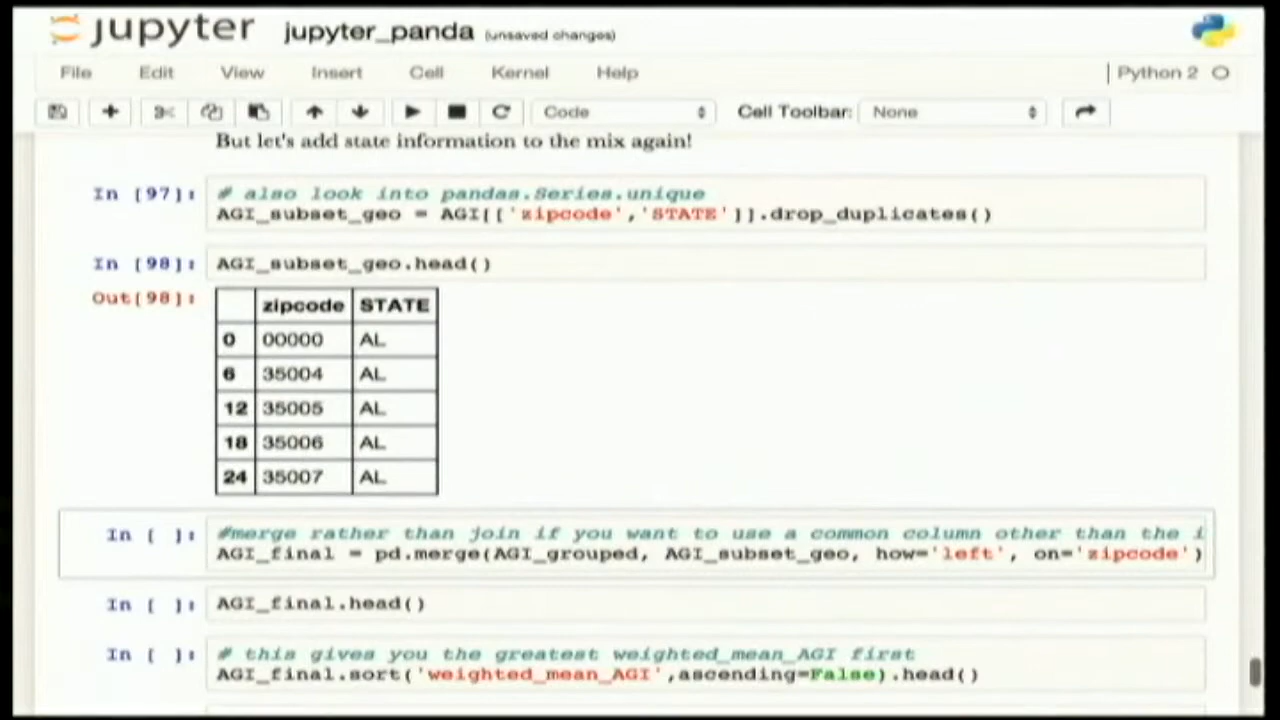 jupyter jupyter_panda (unsaved changes)
File Edit View Insert Cell Kernel Help Python 2
Code Cell Toolbar: None
But let's add state information to the mix again!
In [97]: # also look into pandas.Series.unique
AGI_subset_geo = AGI[['zipcode','STATE']].drop_duplicates()
In [98]: AGI_subset_geo.head()
Out[98]:
zipcode STATE
0 00000 AL
6 35004 AL
12 35005 AL
18 35006 AL
24 35007 AL
In [ ]: #merge rather than join if you want to use a common column other than the i
AGI_final = pd.merge(AGI_grouped, AGI_subset_geo, how='left', on='zipcode')
In [ ]: AGI_final.head()
In [ ]: # this gives you the greatest weighted_mean_AGI first
AGI_final.sort('weighted_mean_AGI',ascending=False).head()